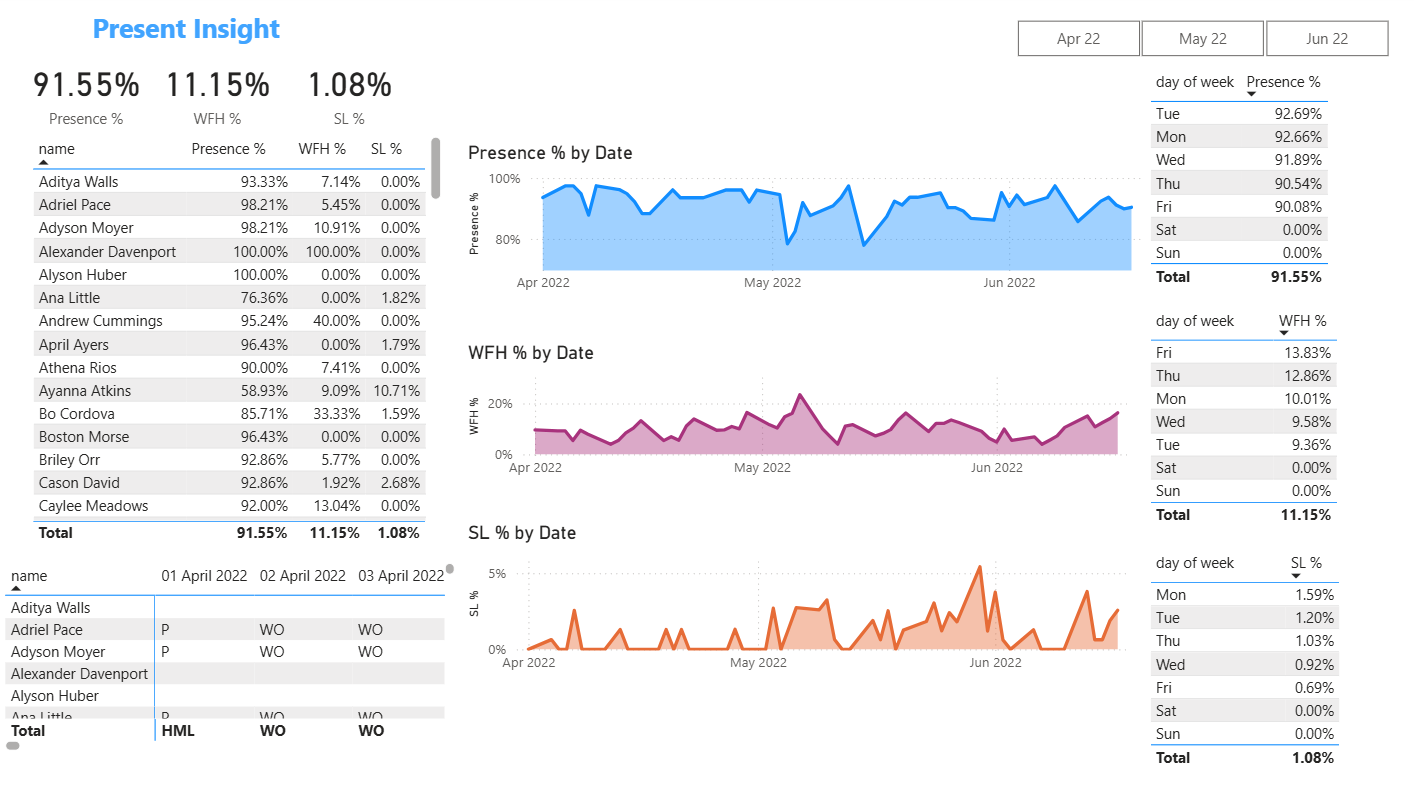 Present Insight
Apr 22 May 22 Jun 22
91.55% 11.15% 1.08%
Presence % WFH % SL %
name Presence % WFH % SL %
Aditya Walls 93.33% 7.14% 0.00%
Adriel Pace 98.21% 5.45% 0.00%
Adyson Moyer 98.21% 10.91% 0.00%
Alexander Davenport 100.00% 100.00% 0.00%
Alyson Huber 100.00% 0.00% 0.00%
Ana Little 76.36% 0.00% 1.82%
Andrew Cummings 95.24% 40.00% 0.00%
April Ayers 96.43% 0.00% 1.79%
Athena Rios 90.00% 7.41% 0.00%
Ayanna Atkins 58.93% 9.09% 10.71%
Bo Cordova 85.71% 33.33% 1.59%
Boston Morse 96.43% 0.00% 0.00%
Briley Orr 92.86% 5.77% 0.00%
Cason David 92.86% 1.92% 2.68%
Caylee Meadows 92.00% 13.04% 0.00%
Total 91.55% 11.15% 1.08%
name 01 April 2022 02 April 2022 03 April 2022
Aditya Walls
Adriel Pace P WO WO
Adyson Moyer P WO WO
Alexander Davenport
Alyson Huber
Ana Little P WO WO
Total HML WO WO
Presence % by Date
Presence %
100%
80%
Apr 2022 May 2022 Jun 2022
WFH % by Date
WFH %
20%
0%
Apr 2022 May 2022 Jun 2022
SL % by Date
SL %
5%
0%
Apr 2022 May 2022 Jun 2022
day of week Presence %
Tue 92.69%
Mon 92.66%
Wed 91.89%
Thu 90.54%
Fri 90.08%
Sat 0.00%
Sun 0.00%
Total 91.55%
day of week WFH %
Fri 13.83%
Thu 12.86%
Mon 10.01%
Wed 9.58%
Tue 9.36%
Sat 0.00%
Sun 0.00%
Total 11.15%
day of week SL %
Mon 1.59%
Tue 1.20%
Thu 1.03%
Wed 0.92%
Fri 0.69%
Sat 0.00%
Sun 0.00%
Total 1.08%